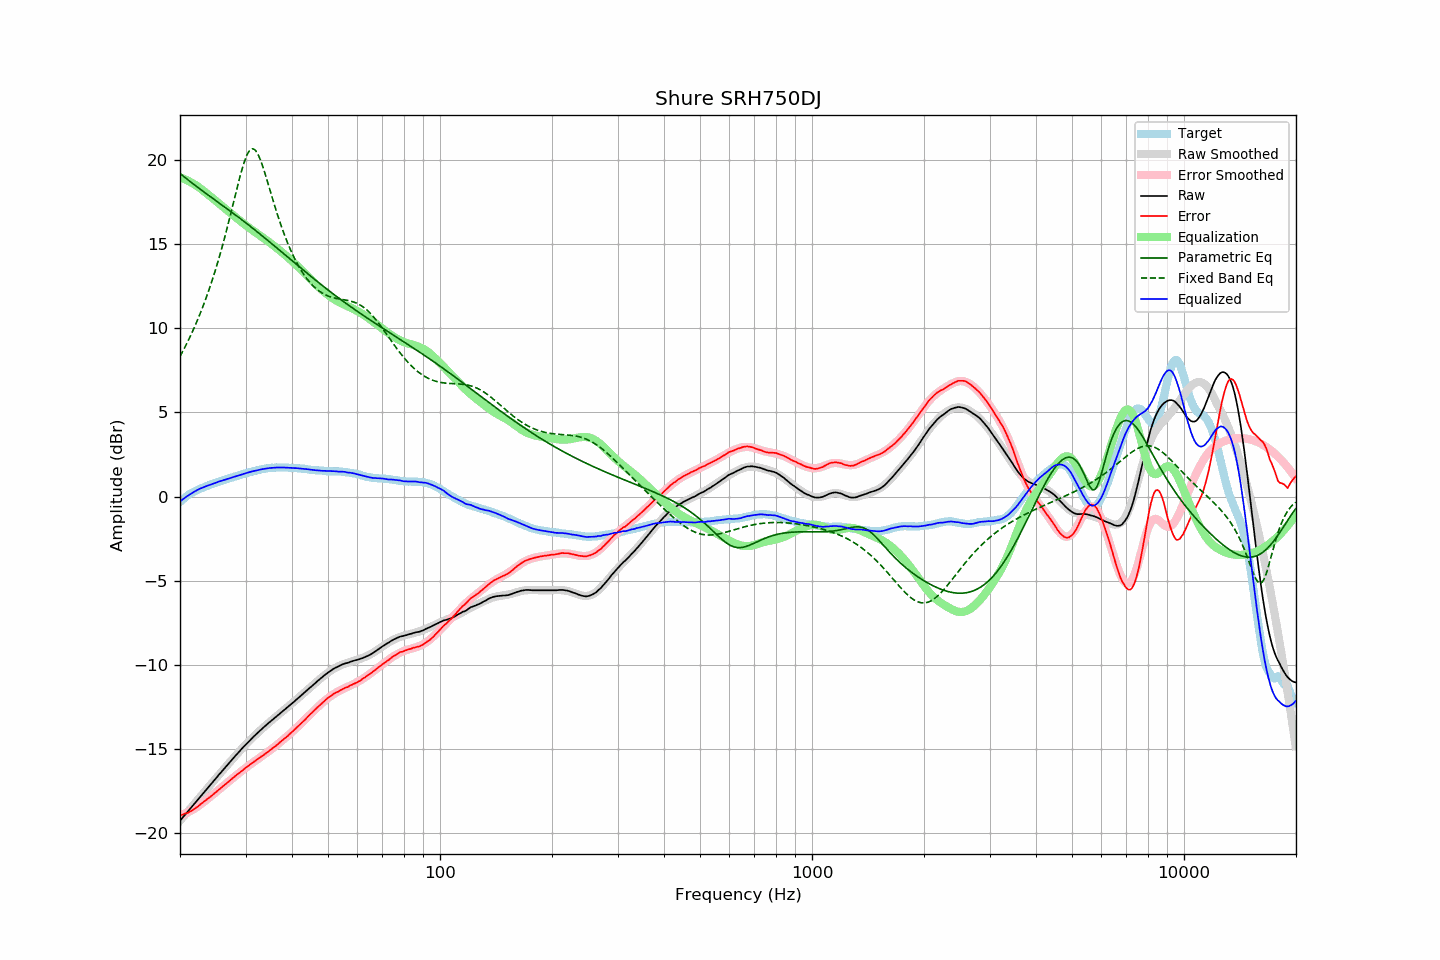 Shure SRH750DJ
Target
Raw Smoothed
Error Smoothed
Raw
Error
Equalization
Parametric Eq
Fixed Band Eq
Equalized
Amplitude (dBr)
20
15
10
5
0
−5
−10
−15
−20
100
1000
10000
Frequency (Hz)